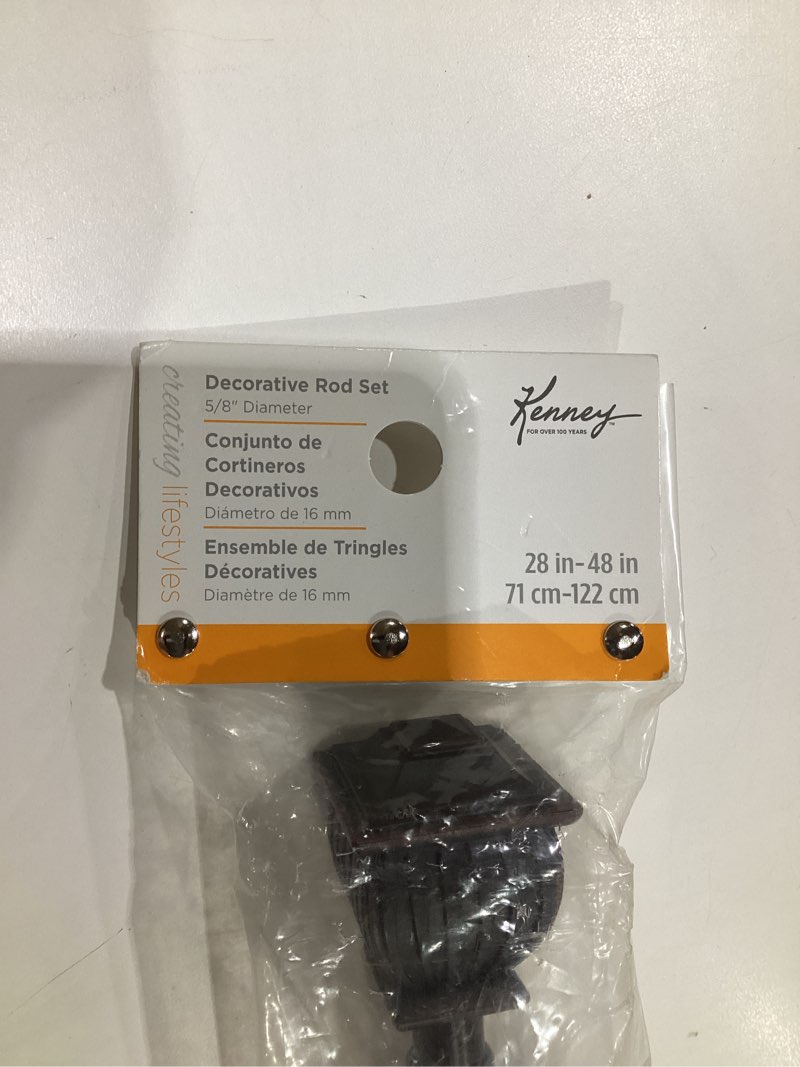 creating lifestyles
Decorative Rod Set
5/8" Diameter
Conjunto de
Cortineros
Decorativos
Diámetro de 16 mm
Ensemble de Tringles
Décoratives
Diamètre de 16 mm
Kenney™
FOR OVER 100 YEARS
28 in-48 in
71 cm-122 cm